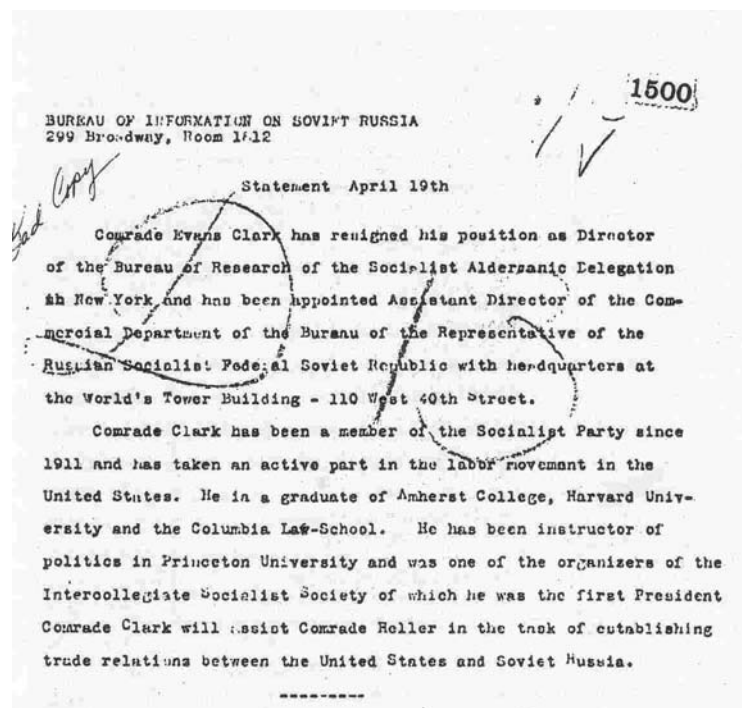 1500
BUREAU OF INFORMATION ON SOVIET RUSSIA
299 Broadway, Room 1812
Bad Copy
Statement April 19th
Comrade Evans Clark has resigned his position as Director
of the Bureau of Research of the Socialist Aldermanic Delegation
in New York and has been appointed Assistant Director of the Com-
mercial Department of the Bureau of the Representative of the
Russian Socialist Federal Soviet Republic with headquarters at
the World's Tower Building - 110 West 40th Street.
Comrade Clark has been a member of the Socialist Party since
1911 and has taken an active part in the labor movement in the
United States. He is a graduate of Amherst College, Harvard Univ-
ersity and the Columbia Law-School. He has been instructor of
politics in Princeton University and was one of the organizers of the
Intercollegiate Socialist Society of which he was the first President
Comrade Clark will assist Comrade Heller in the task of establishing
trade relations between the United States and Soviet Russia.
---------